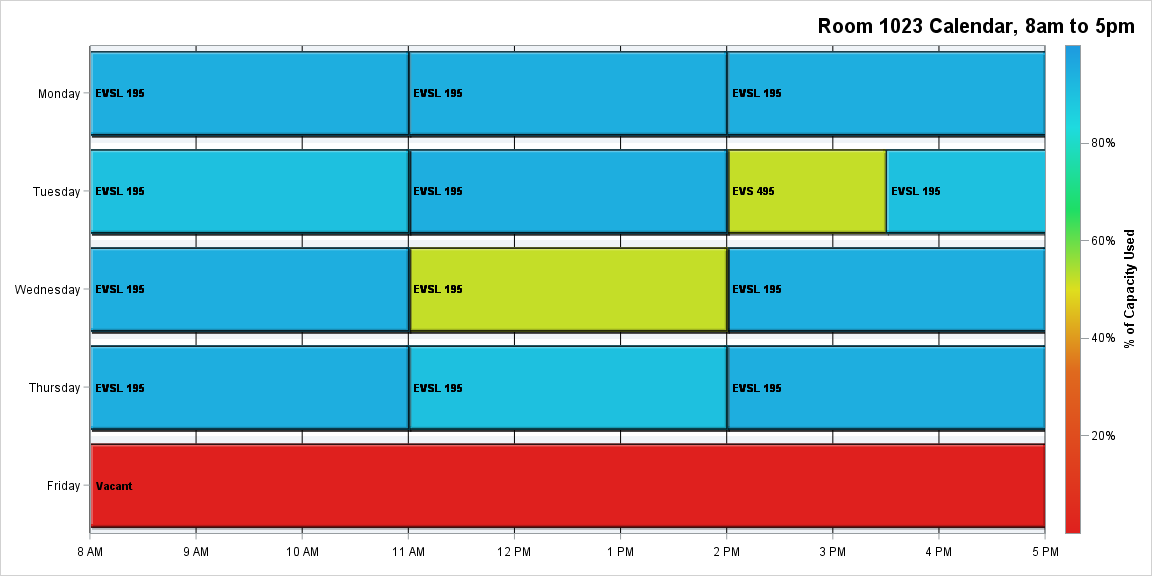 Room 1023 Calendar, 8am to 5pm
Monday
EVSL 195
EVSL 195
EVSL 195
Tuesday
EVSL 195
EVSL 195
EVS 495
EVSL 195
Wednesday
EVSL 195
EVSL 195
EVSL 195
Thursday
EVSL 195
EVSL 195
EVSL 195
Friday
Vacant
8 AM
9 AM
10 AM
11 AM
12 PM
1 PM
2 PM
3 PM
4 PM
5 PM
80%
60%
40%
20%
% of Capacity Used